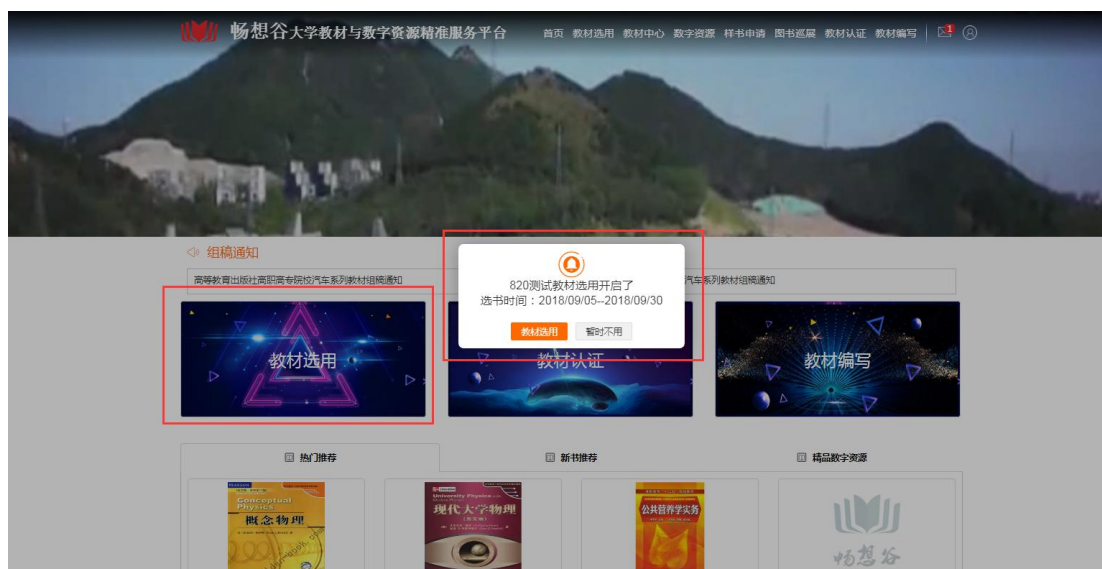 畅想谷大学教材与数字资源精准服务平台
首页 教材选用 教材中心 数字资源 样书申请 图书巡展 教材认证 教材编写
1
组稿通知
高等教育出版社高职高专院校汽车系列教材组稿通知
汽车系列教材组稿通知
820测试教材选用开启了
选书时间：2018/09/05--2018/09/30
教材选用 暂时不用
教材选用
教材认证
教材编写
热门推荐
新书推荐
精品数字资源
Conceptual
Physics
概念物理
University Physics
现代大学物理
公共营养学实务
畅想谷